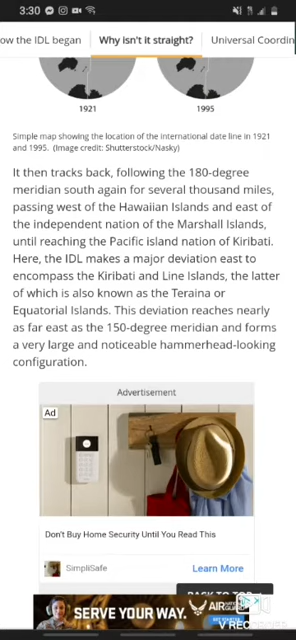 3:30
ow the IDL began
Why isn't it straight?
Universal Coordin
1921
1995
Simple map showing the location of the international date line in 1921
and 1995. (Image credit: Shutterstock/Nasky)
It then tracks back, following the 180-degree
meridian south again for several thousand miles,
passing west of the Hawaiian Islands and east of
the independent nation of the Marshall Islands,
until reaching the Pacific island nation of Kiribati.
Here, the IDL makes a major deviation east to
encompass the Kiribati and Line Islands, the latter
of which is also known as the Teraina or
Equatorial Islands. This deviation reaches nearly
as far east as the 150-degree meridian and forms
a very large and noticeable hammerhead-looking
configuration.
Advertisement
Ad
Don't Buy Home Security Until You Read This
SimpliSafe
Learn More
BACK TO TOP
SERVE YOUR WAY.
AIR
V RECORDER